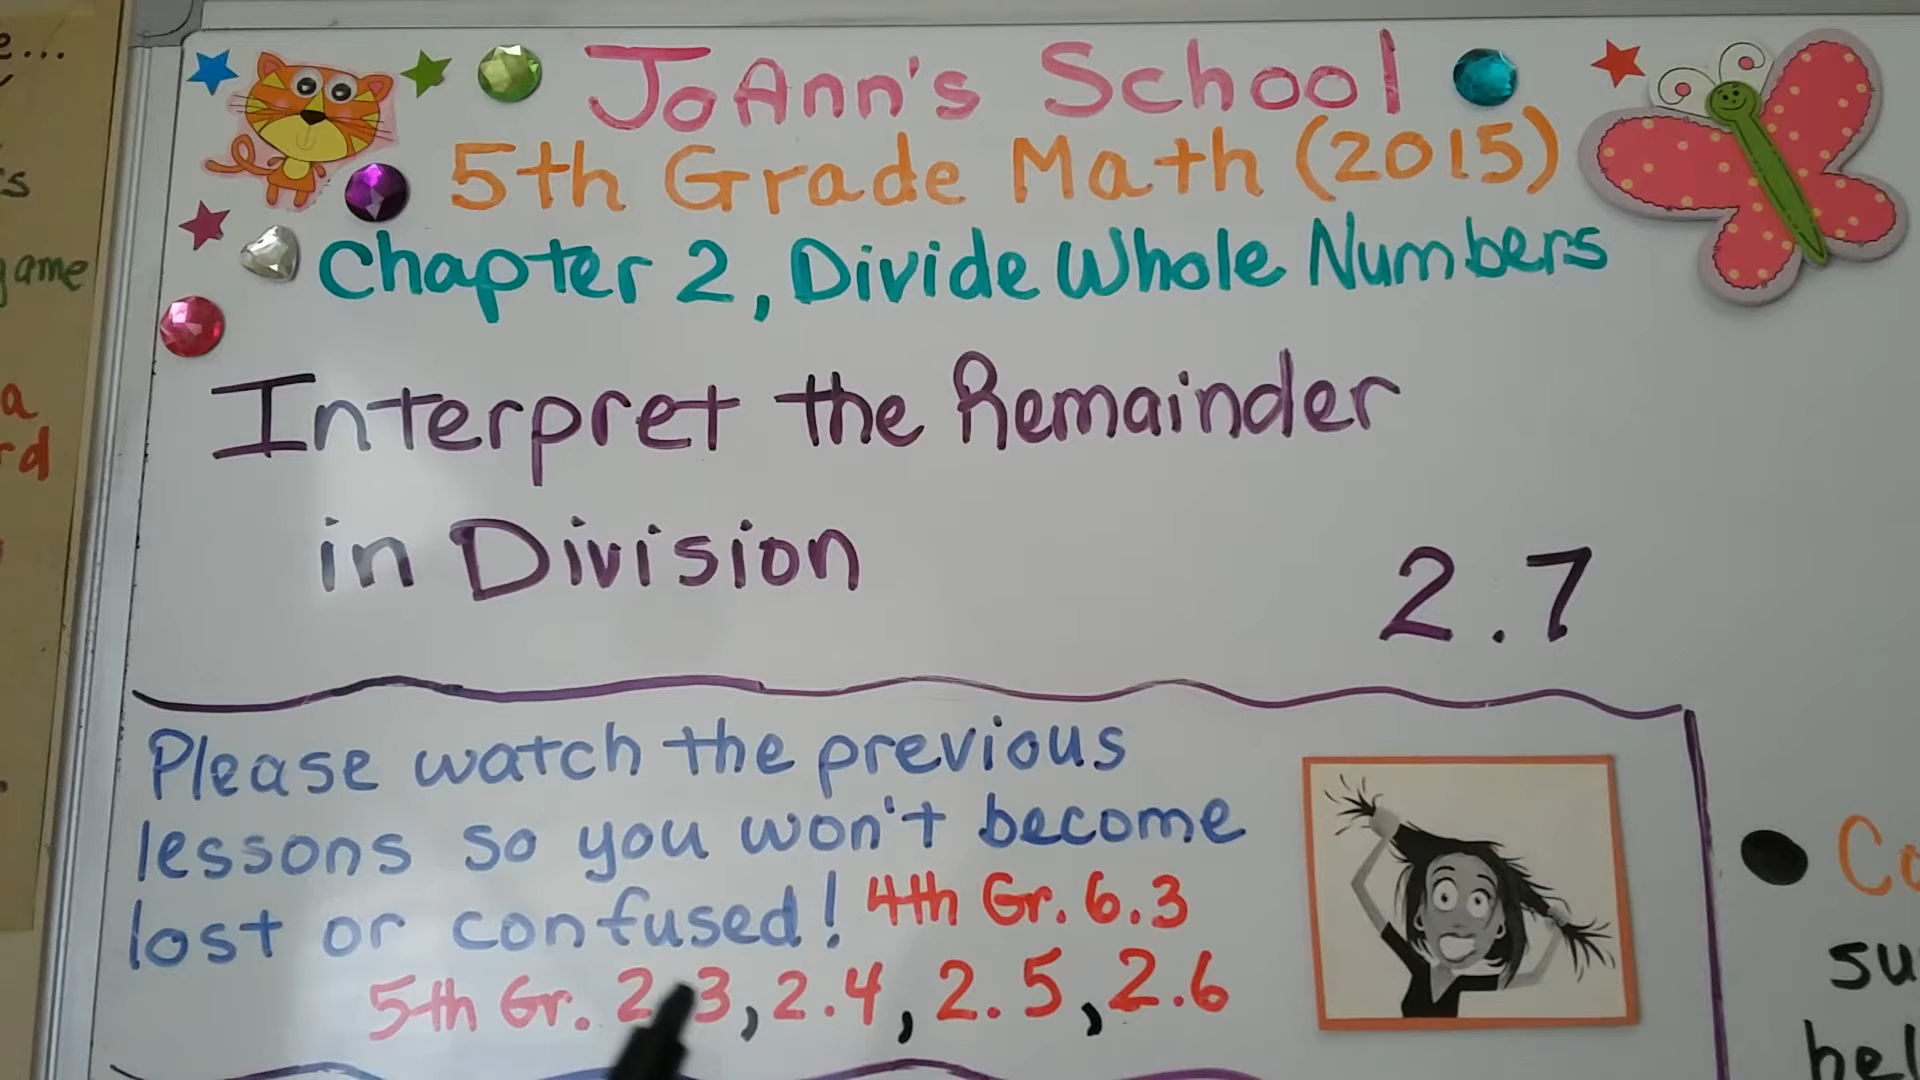 JoAnn's School
5th Grade Math (2015)
Chapter 2, Divide Whole Numbers
Interpret the Remainder
in Division
2.7
Please watch the previous
lessons so you won't become
lost or confused! 4th Gr. 6.3
5th Gr. 2.3, 2.4, 2.5, 2.6
game
a